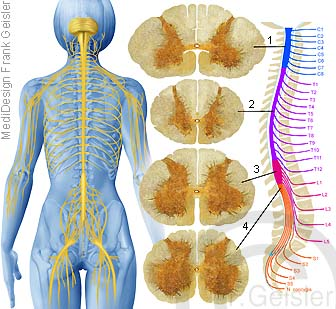 MediDesign Frank Geisler
1
2
3
4
C1
C2
C3
C4
C5
C6
C7
C8
T1
T2
T3
T4
T5
T6
T7
T8
T9
T10
T11
T12
L1
L2
L3
L4
L5
S1
S2
S3
S4
S5
Geisler